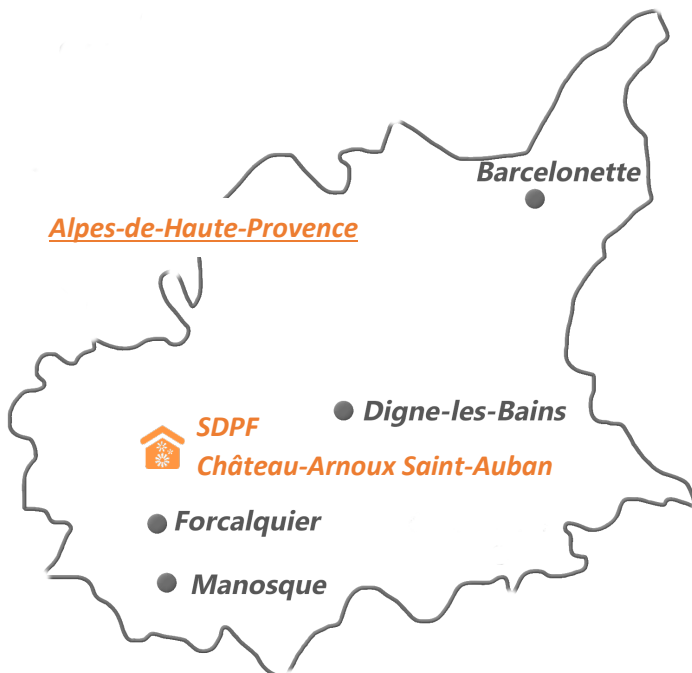 Barcelonette
Alpes-de-Haute-Provence
Digne-les-Bains
SDPF
Château-Arnoux Saint-Auban
Forcalquier
Manosque